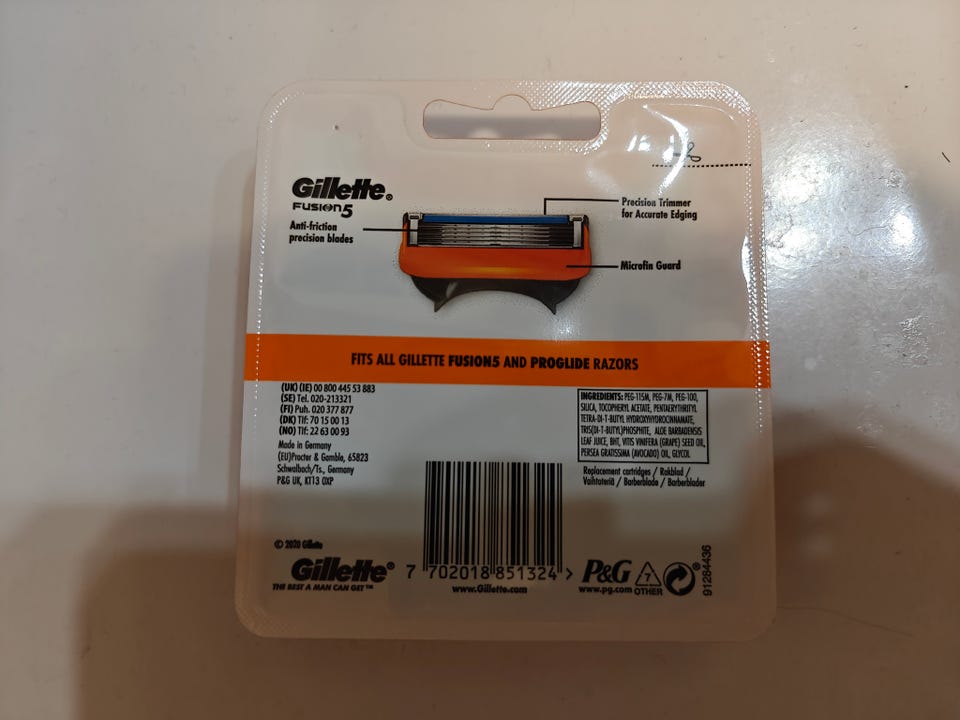 Gillette®
FUSION5
Anti-friction
precision blades
Precision Trimmer
for Accurate Edging
Microfin Guard
FITS ALL GILLETTE FUSION5 AND PROGLIDE RAZORS
(UK) (IE) 00 800 445 53 883
(SE) Tel. 020-213321
(FI) Puh. 020 377 877
(DK) Tlf: 70 15 00 13
(NO) Tlf: 22 63 00 93
Made in Germany
(EU)Procter & Gamble, 65823
Schwalbach/Ts., Germany
P&G UK, KT13 0XP
INGREDIENTS: PEG-115M, PEG-7M, PEG-100,
SILICA, TOCOPHERYL ACETATE, PENTAERYTHRITYL
TETRA-DI-T-BUTYL HYDROXYHYDROCINNAMATE,
TRIS(DI-T-BUTYL)PHOSPHITE, ALOE BARBADENSIS
LEAF JUICE, BHT, VITIS VINIFERA (GRAPE) SEED OIL,
PERSEA GRATISSIMA (AVOCADO) OIL, GLYCOL
Replacement cartridges / Rakblad /
Vaihtoteriä / Barberblade / Barberblader
© 2020 Gillette
Gillette®
THE BEST A MAN CAN GET™
7 702018 851324 >
www.Gillette.com
P&G
www.pg.com
7
OTHER
91284436